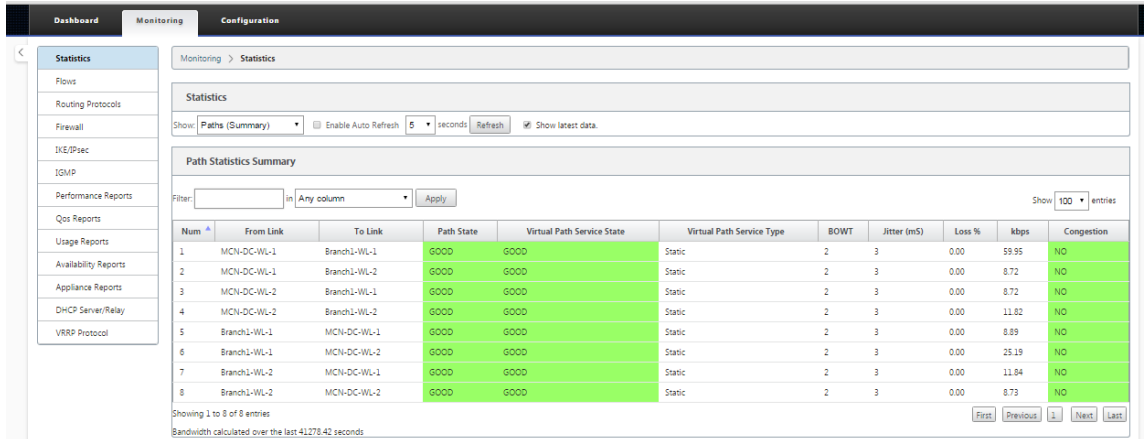 Dashboard Monitoring Configuration
Statistics
Flows
Routing Protocols
Firewall
IKE/IPsec
IGMP
Performance Reports
Qos Reports
Usage Reports
Availability Reports
Appliance Reports
DHCP Server/Relay
VRRP Protocol
Monitoring > Statistics
Statistics
Show: Paths (Summary) Enable Auto Refresh 5 seconds Refresh Show latest data.
Path Statistics Summary
Filter: in Any column Apply Show 100 entries
Num From Link To Link Path State Virtual Path Service State Virtual Path Service Type BOWT Jitter (mS) Loss % kbps Congestion
1 MCN-DC-WL-1 Branch1-WL-1 GOOD GOOD Static 2 3 0.00 59.95 NO
2 MCN-DC-WL-1 Branch1-WL-2 GOOD GOOD Static 2 3 0.00 8.72 NO
3 MCN-DC-WL-2 Branch1-WL-1 GOOD GOOD Static 2 3 0.00 8.72 NO
4 MCN-DC-WL-2 Branch1-WL-2 GOOD GOOD Static 2 3 0.00 11.82 NO
5 Branch1-WL-1 MCN-DC-WL-1 GOOD GOOD Static 2 3 0.00 8.89 NO
6 Branch1-WL-1 MCN-DC-WL-2 GOOD GOOD Static 2 3 0.00 25.19 NO
7 Branch1-WL-2 MCN-DC-WL-1 GOOD GOOD Static 2 3 0.00 11.84 NO
8 Branch1-WL-2 MCN-DC-WL-2 GOOD GOOD Static 2 3 0.00 8.73 NO
Showing 1 to 8 of 8 entries First Previous 1 Next Last
Bandwidth calculated over the last 41278.42 seconds